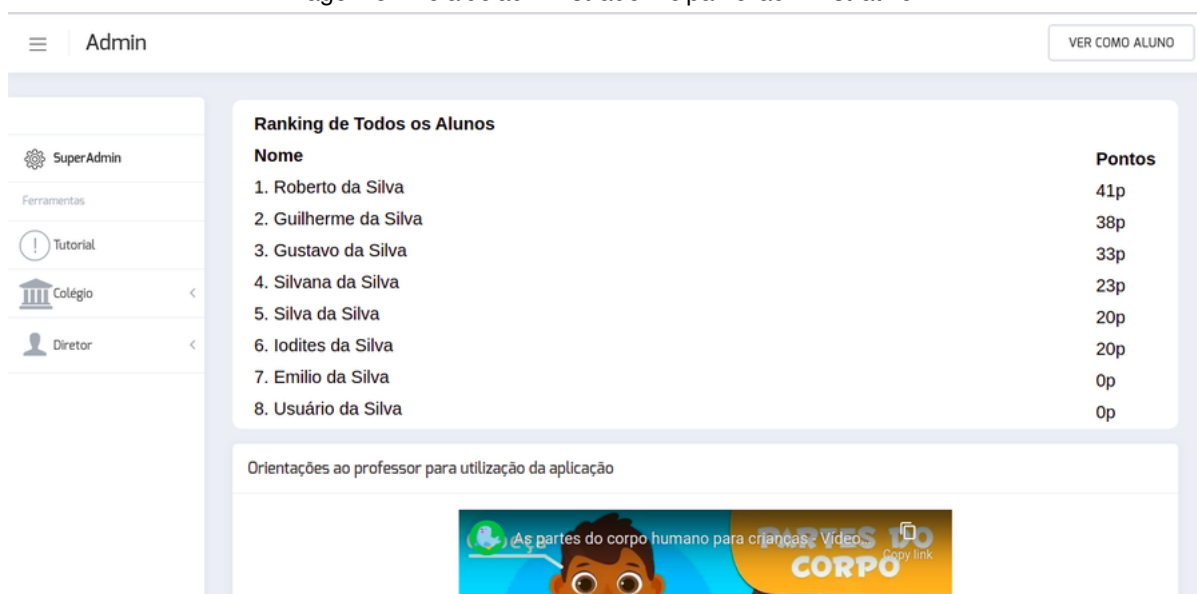 Admin
VER COMO ALUNO
SuperAdmin
Ferramentas
Tutorial
Colégio
Diretor
Ranking de Todos os Alunos
Nome Pontos
1. Roberto da Silva 41p
2. Guilherme da Silva 38p
3. Gustavo da Silva 33p
4. Silvana da Silva 23p
5. Silva da Silva 20p
6. Iodites da Silva 20p
7. Emilio da Silva 0p
8. Usuário da Silva 0p
Orientações ao professor para utilização da aplicação
As partes do corpo humano para crianças - Vídeo...
Copy link
PARTES DO
CORPO